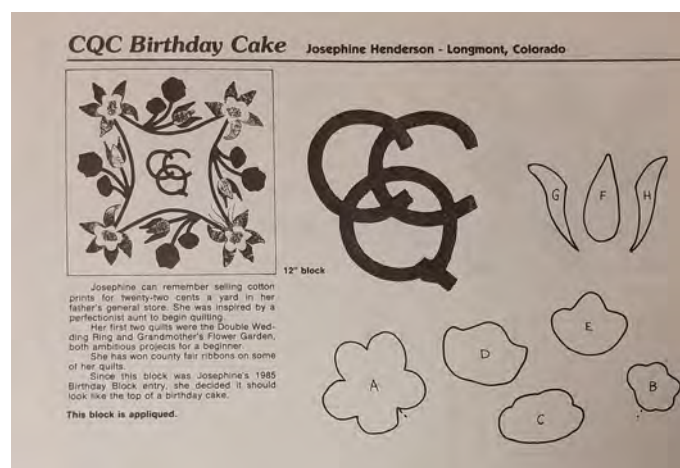 CQC Birthday Cake Josephine Henderson - Longmont, Colorado
CQC
CQC
G F H
12" block
Josephine can remember selling cotton
prints for twenty-two cents a yard in her
father's general store. She was inspired by a
perfectionist aunt to begin quilting.
Her first two quilts were the Double Wed-
ding Ring and Grandmother's Flower Garden,
both ambitious projects for a beginner.
She has won county fair ribbons on some
of her quilts.
Since this block was Josephine's 1985
Birthday Block entry, she decided it should
look like the top of a birthday cake.
This block is appliqued.
E
D
A
B
C